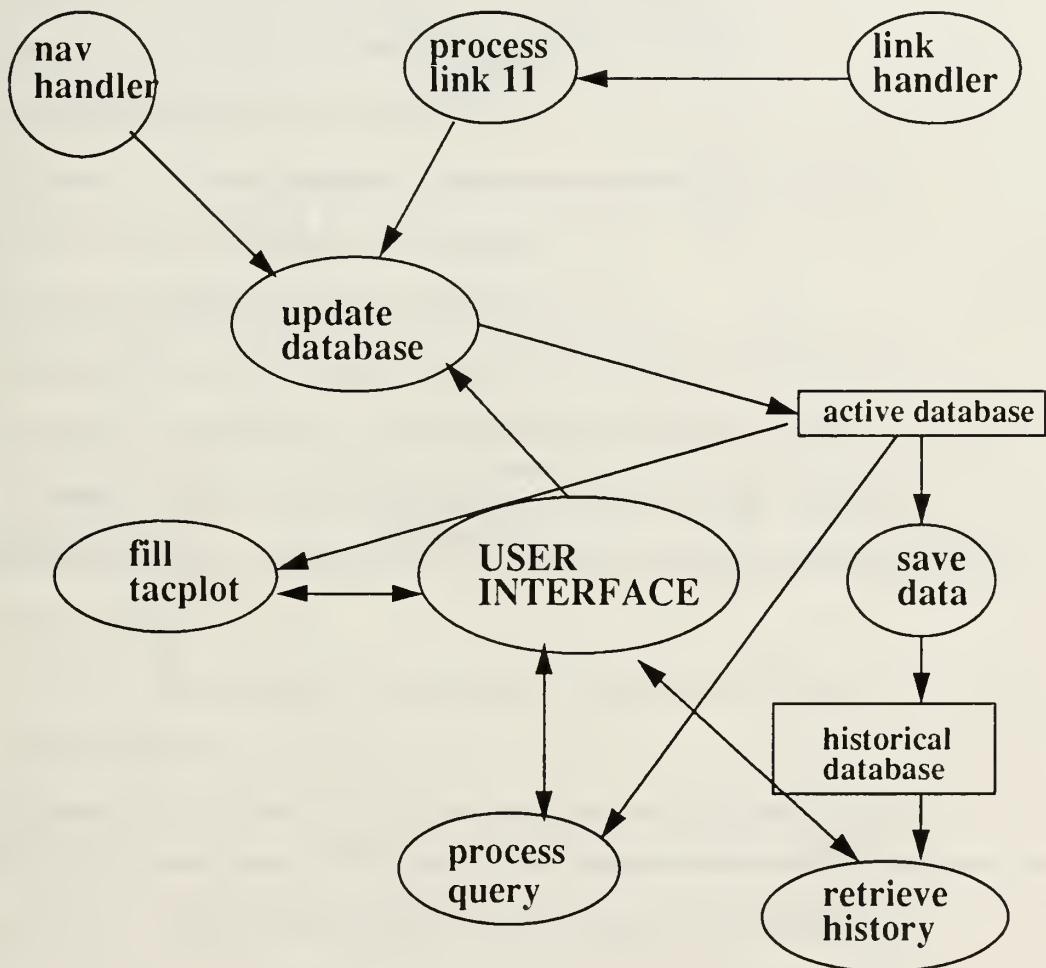 nav
handler
process
link 11
link
handler
update
database
active database
fill
tacplot
USER
INTERFACE
save
data
historical
database
process
query
retrieve
history